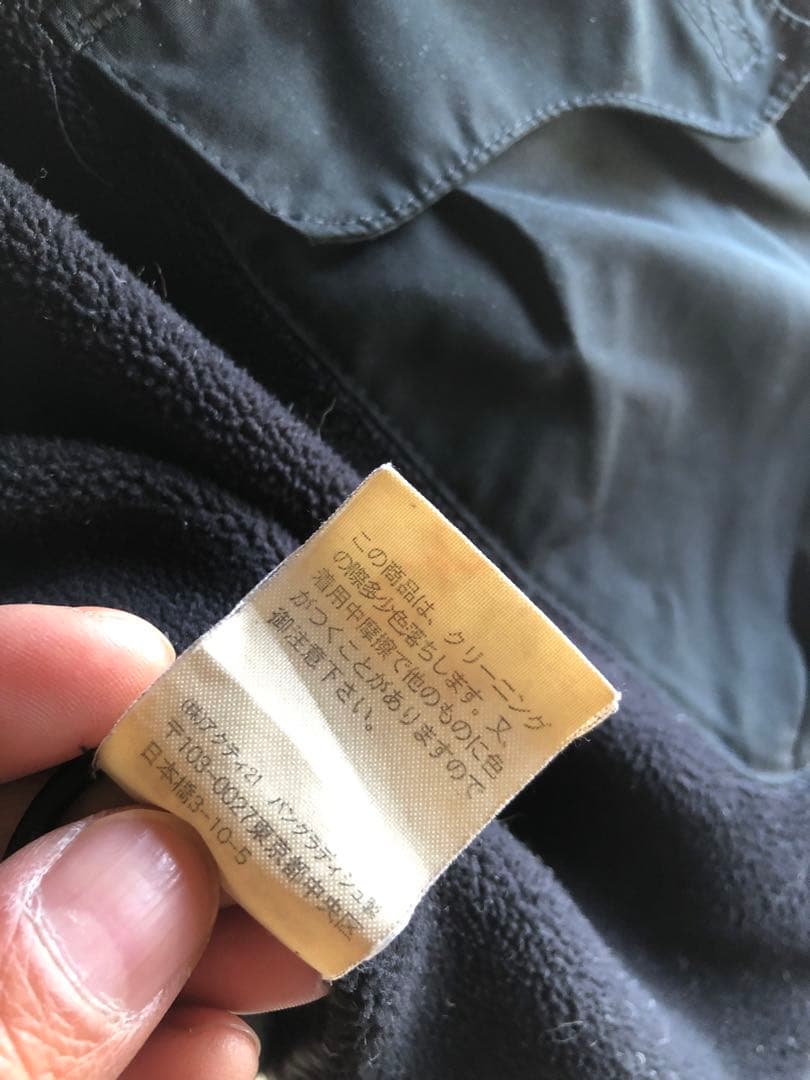 この商品は、クリーニング
の際多少色落ちします。又、
着用中摩擦で他のものに色
がつくことがありますので
御注意下さい。
(株)アクティ21 バングラディシュ製
〒103-0027東京都中央区
日本橋3-10-5